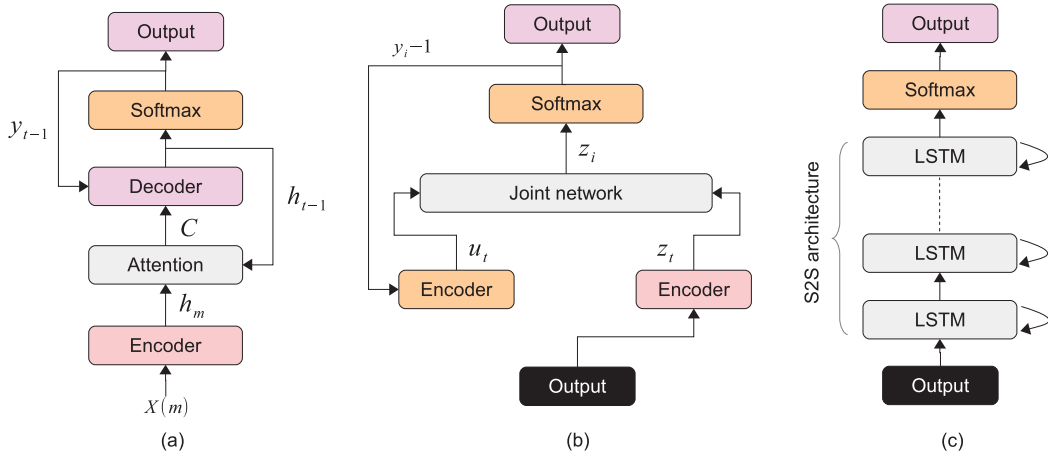 Output
Softmax
y_{t-1}
Decoder
h_{t-1}
C
Attention
h_m
Encoder
X(m)
(a)
Output
y_i-1
Softmax
z_i
Joint network
u_t
z_t
Encoder
Encoder
Output
(b)
Output
Softmax
LSTM
S2S architecture
LSTM
LSTM
Output
(c)